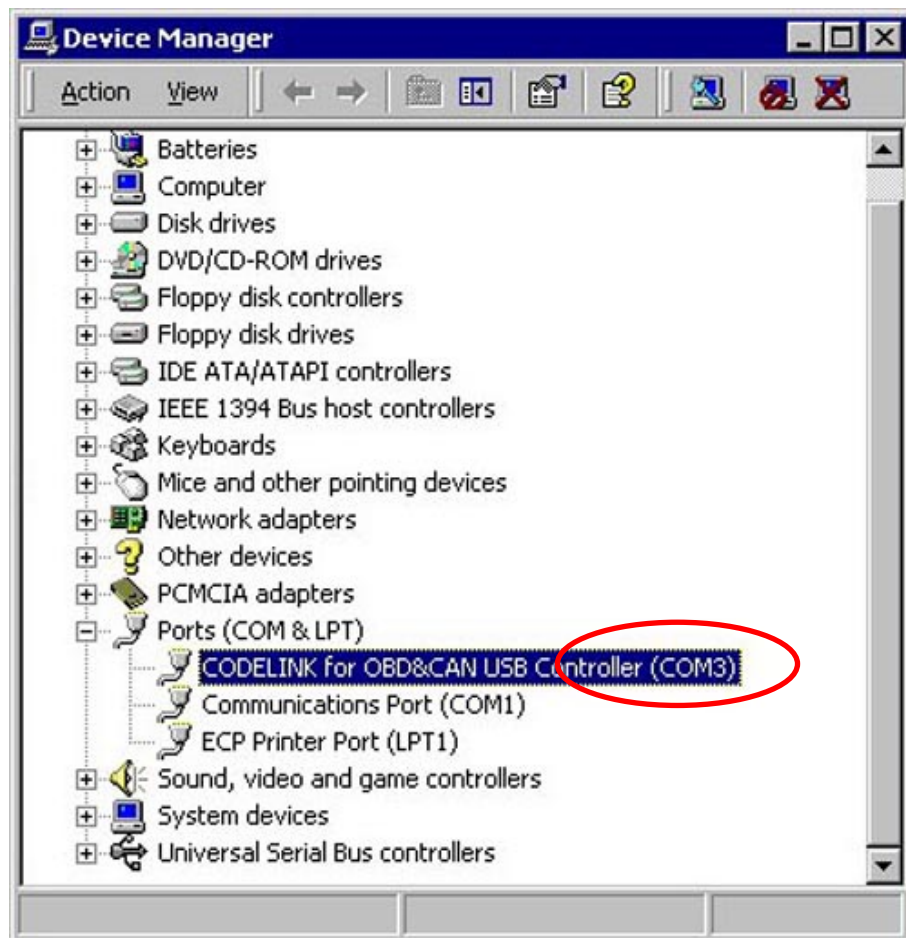 Device Manager
Action View
Batteries
Computer
Disk drives
DVD/CD-ROM drives
Floppy disk controllers
Floppy disk drives
IDE ATA/ATAPI controllers
IEEE 1394 Bus host controllers
Keyboards
Mice and other pointing devices
Network adapters
Other devices
PCMCIA adapters
Ports (COM & LPT)
CODELINK for OBD&CAN USB Controller (COM3)
Communications Port (COM1)
ECP Printer Port (LPT1)
Sound, video and game controllers
System devices
Universal Serial Bus controllers